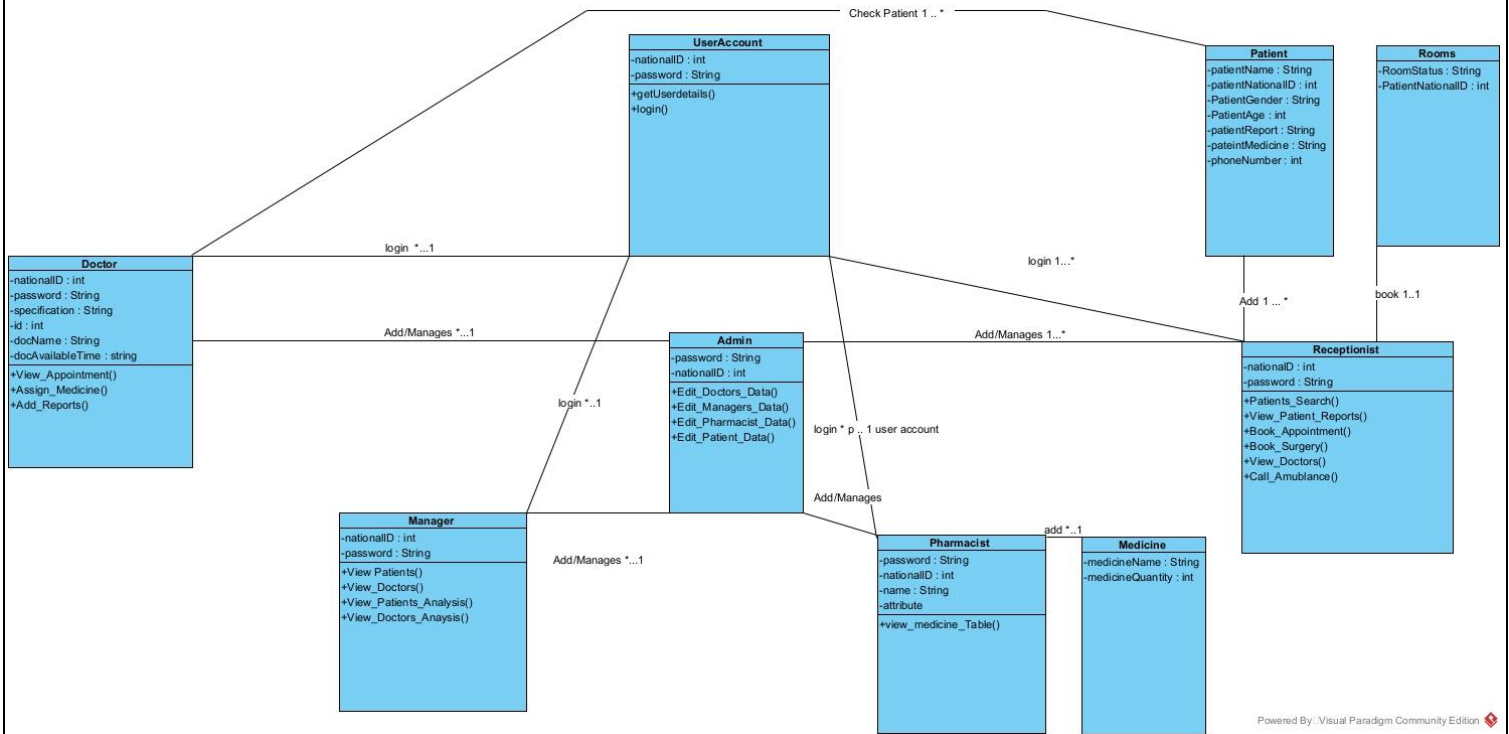 Check Patient 1 .. *
UserAccount
-nationalID : int
-password : String
+getUserdetails()
+login()
Patient
-patientName : String
-patientNationalID : int
-PatientGender : String
-PatientAge : int
-patientReport : String
-pateintMedicine : String
-phoneNumber : int
Rooms
-RoomStatus : String
-PatientNationalID : int
login *...1
login 1...*
Doctor
-nationalID : int
-password : String
-specification : String
-id : int
-docName : String
-docAvailableTime : string
+View_Appointment()
+Assign_Medicine()
+Add_Reports()
Add 1 ... *
book 1..1
Add/Manages *...1
Add/Manages 1...*
Admin
-password : String
-nationalID : int
+Edit_Doctors_Data()
+Edit_Managers_Data()
+Edit_Pharmacist_Data()
+Edit_Patient_Data()
Receptionist
-nationalID : int
-password : String
+Patients_Search()
+View_Patient_Reports()
+Book_Appointment()
+Book_Surgery()
+View_Doctors()
+Call_Amublance()
login *..1
login * p .. 1 user account
Add/Manages
Manager
-nationalID : int
-password : String
+View Patients()
+View_Doctors()
+View_Patients_Analysis()
+View_Doctors_Anaysis()
Add/Manages *...1
Pharmacist
-password : String
-nationalID : int
-name : String
-attribute
+view_medicine_Table()
add *..1
Medicine
-medicineName : String
-medicineQuantity : int
Powered By: Visual Paradigm Community Edition